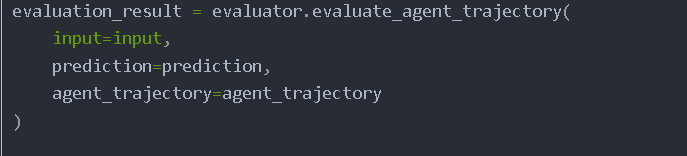 evaluation_result = evaluator.evaluate_agent_trajectory(
    input=input,
    prediction=prediction,
    agent_trajectory=agent_trajectory
)